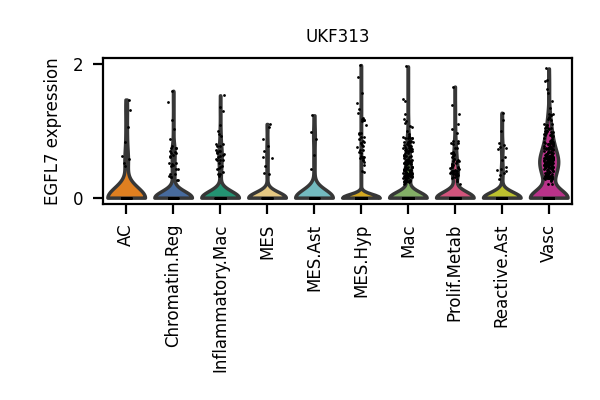 UKF313
EGFL7 expression
2
0
AC
Chromatin.Reg
Inflammatory.Mac
MES
MES.Ast
MES.Hyp
Mac
Prolif.Metab
Reactive.Ast
Vasc